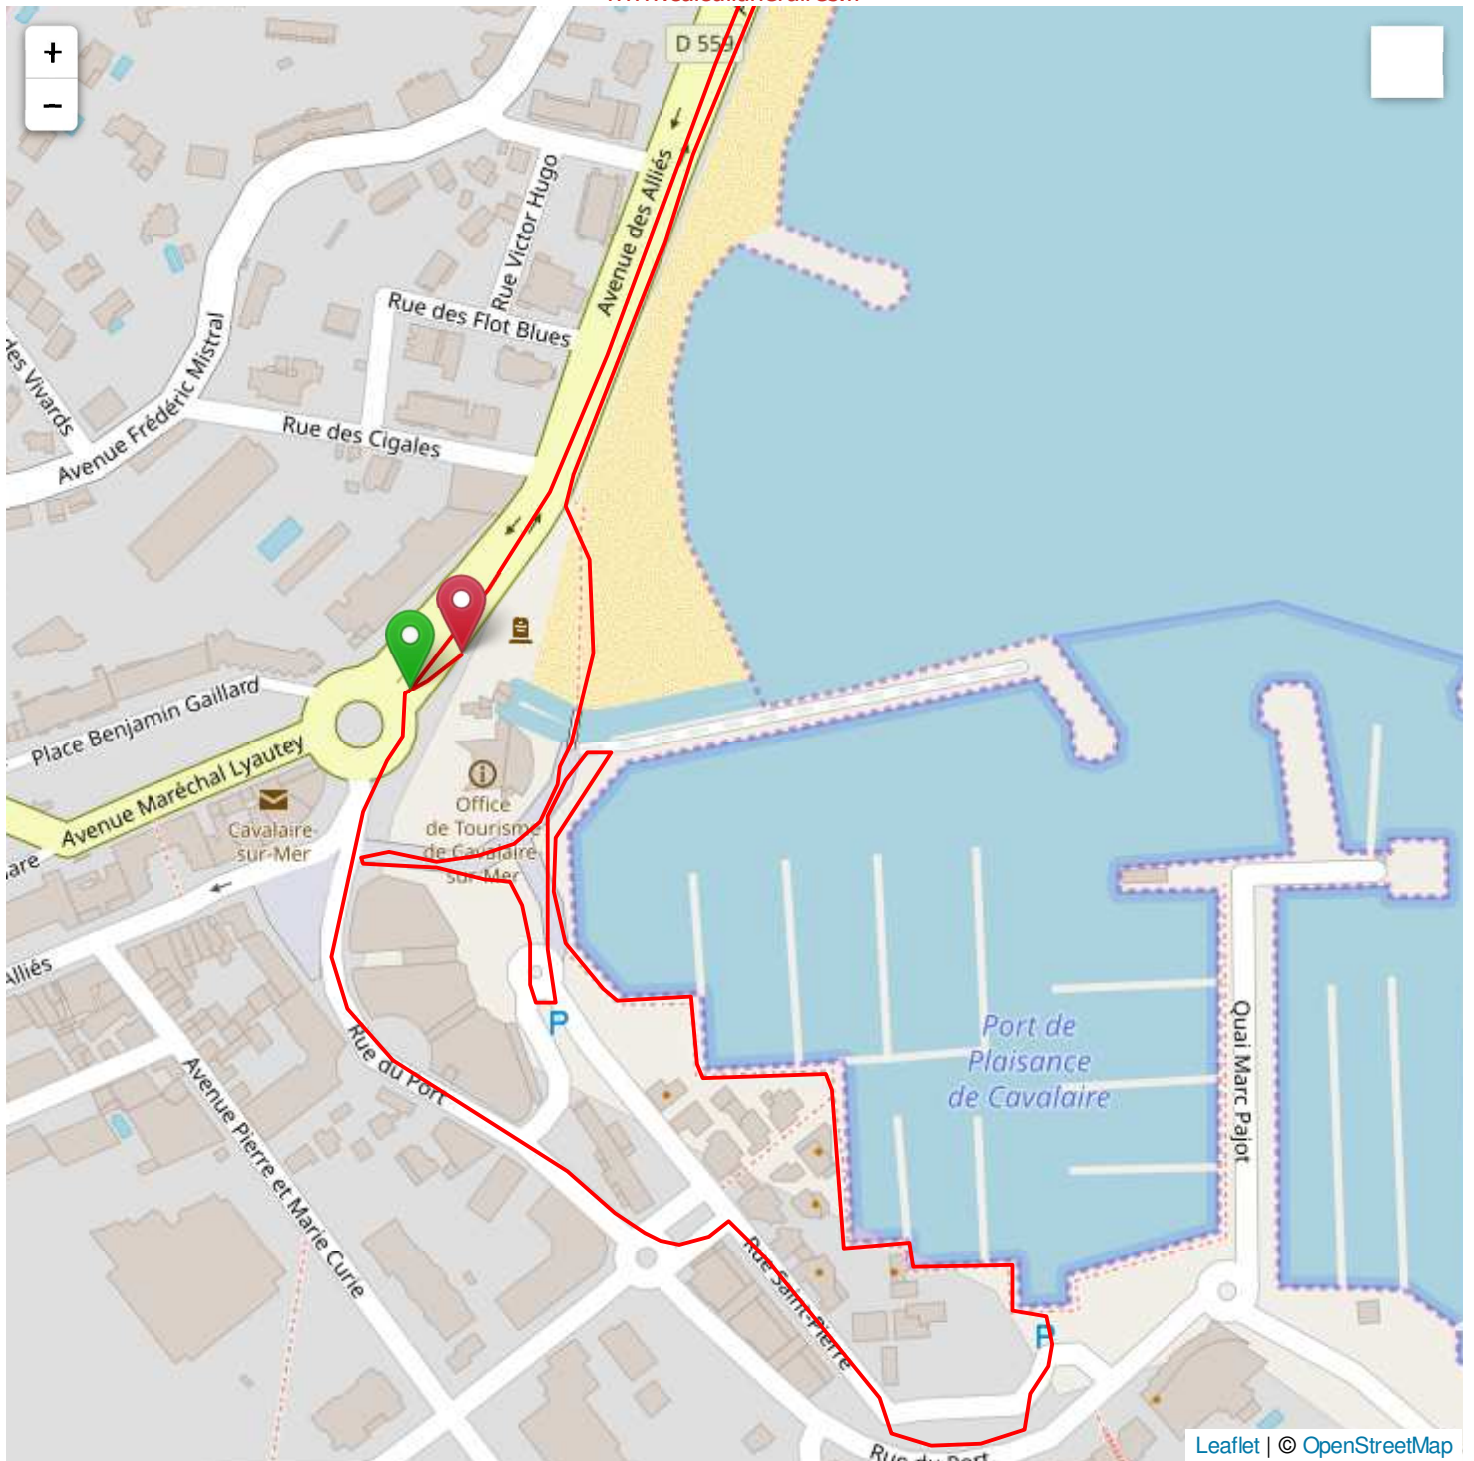 +
−
D 559
Avenue des Alliés
Rue Victor Hugo
Rue des Flot Blues
Avenue Frédéric Mistral
des Vivards
Rue des Cigales
Place Benjamin Gaillard
Avenue Maréchal Lyautey
Office
de Tourisme
de Cavalaire-
sur-Mer
Cavalaire-
sur-Mer
are
Alliés
P
Rue du Port
Avenue Pierre et Marie Curie
Port de
Plaisance
de Cavalaire
Quai Marc Pajot
Rue Saint-Pierre
P
Rue du Port
Leaflet | © OpenStreetMap